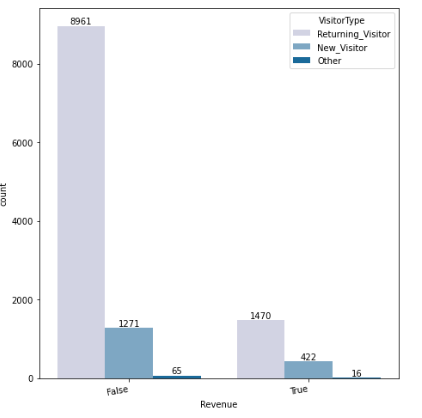 8961
VisitorType
Returning_Visitor
New_Visitor
Other
8000
6000
count
4000
2000
1271
1470
422
65
16
0
False
True
Revenue